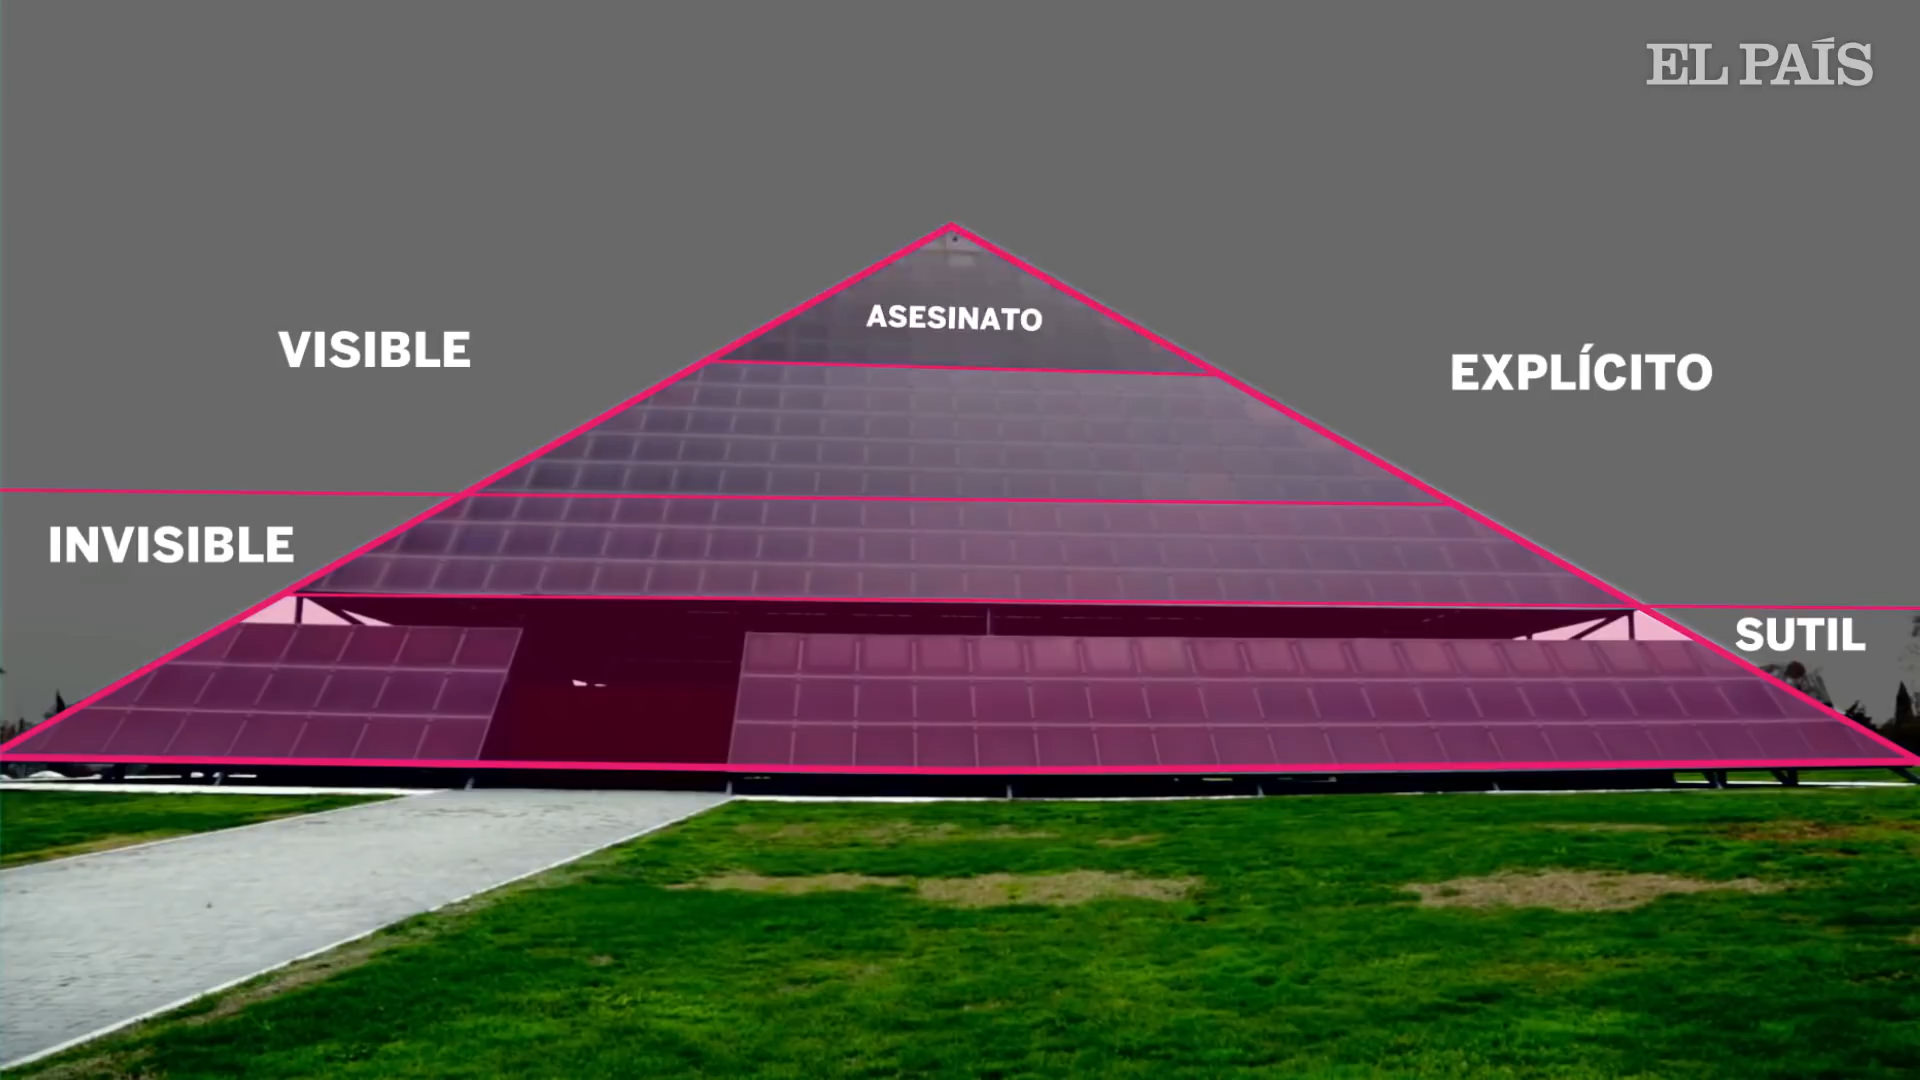 EL PAÍS
ASESINATO
VISIBLE
EXPLÍCITO
INVISIBLE
SUTIL